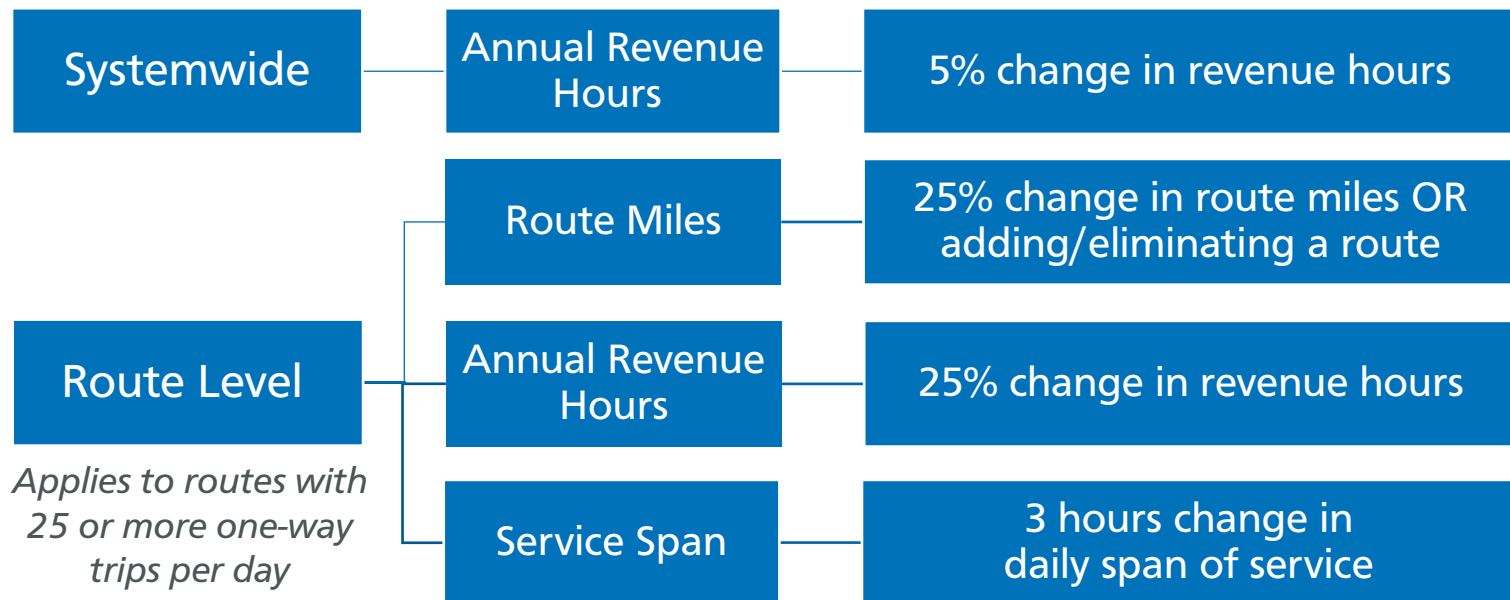 Systemwide
Annual Revenue
Hours
5% change in revenue hours
Route Miles
25% change in route miles OR
adding/eliminating a route
Route Level
Applies to routes with
25 or more one-way
trips per day
Annual Revenue
Hours
25% change in revenue hours
Service Span
3 hours change in
daily span of service